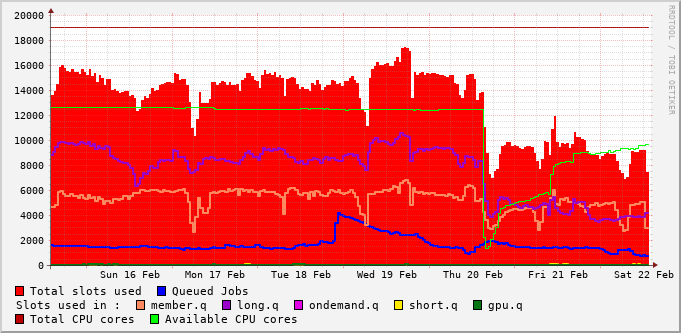 RRDTOOL / TOBI OETIKER
20000
18000
16000
14000
12000
10000
8000
6000
4000
2000
0
Sun 16 Feb Mon 17 Feb Tue 18 Feb Wed 19 Feb Thu 20 Feb Fri 21 Feb Sat 22 Feb
Total slots used Queued Jobs
Slots used in : member.q long.q ondemand.q short.q gpu.q
Total CPU cores Available CPU cores